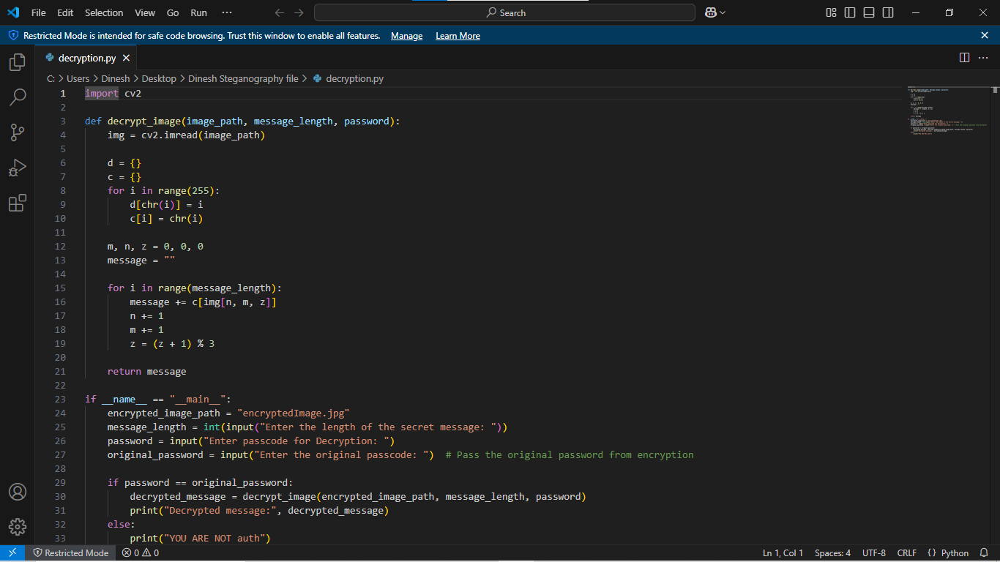 File Edit Selection View Go Run ··· Search
Restricted Mode is intended for safe code browsing. Trust this window to enable all features. Manage Learn More
decryption.py
C: > Users > Dinesh > Desktop > Dinesh Steganography file > decryption.py
1 import cv2
2
3 def decrypt_image(image_path, message_length, password):
4     img = cv2.imread(image_path)
5
6     d = {}
7     c = {}
8     for i in range(255):
9         d[chr(i)] = i
10         c[i] = chr(i)
11
12     m, n, z = 0, 0, 0
13     message = ""
14
15     for i in range(message_length):
16         message += c[img[n, m, z]]
17         n += 1
18         m += 1
19         z = (z + 1) % 3
20
21     return message
22
23 if __name__ == "__main__":
24     encrypted_image_path = "encryptedImage.jpg"
25     message_length = int(input("Enter the length of the secret message: "))
26     password = input("Enter passcode for Decryption: ")
27     original_password = input("Enter the original passcode: ")  # Pass the original password from encryption
28
29     if password == original_password:
30         decrypted_message = decrypt_image(encrypted_image_path, message_length, password)
31         print("Decrypted message:", decrypted_message)
32     else:
33         print("YOU ARE NOT auth")
Restricted Mode 0 0 Ln 1, Col 1 Spaces: 4 UTF-8 CRLF {} Python